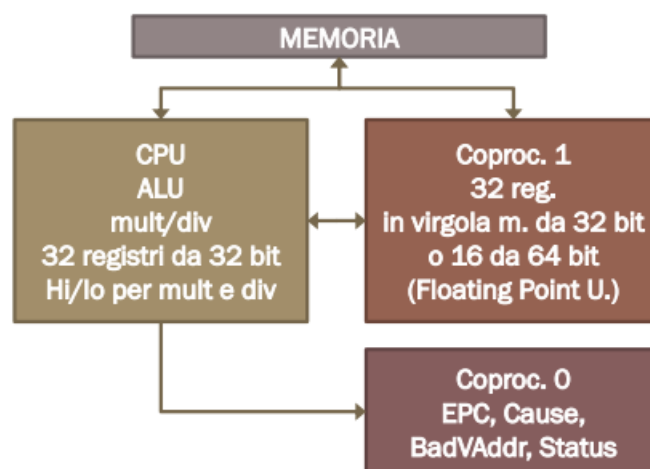 MEMORIA
CPU
ALU
mult/div
32 registri da 32 bit
Hi/lo per mult e div
Coproc. 1
32 reg.
in virgola m. da 32 bit
o 16 da 64 bit
(Floating Point U.)
Coproc. 0
EPC, Cause,
BadVAddr, Status